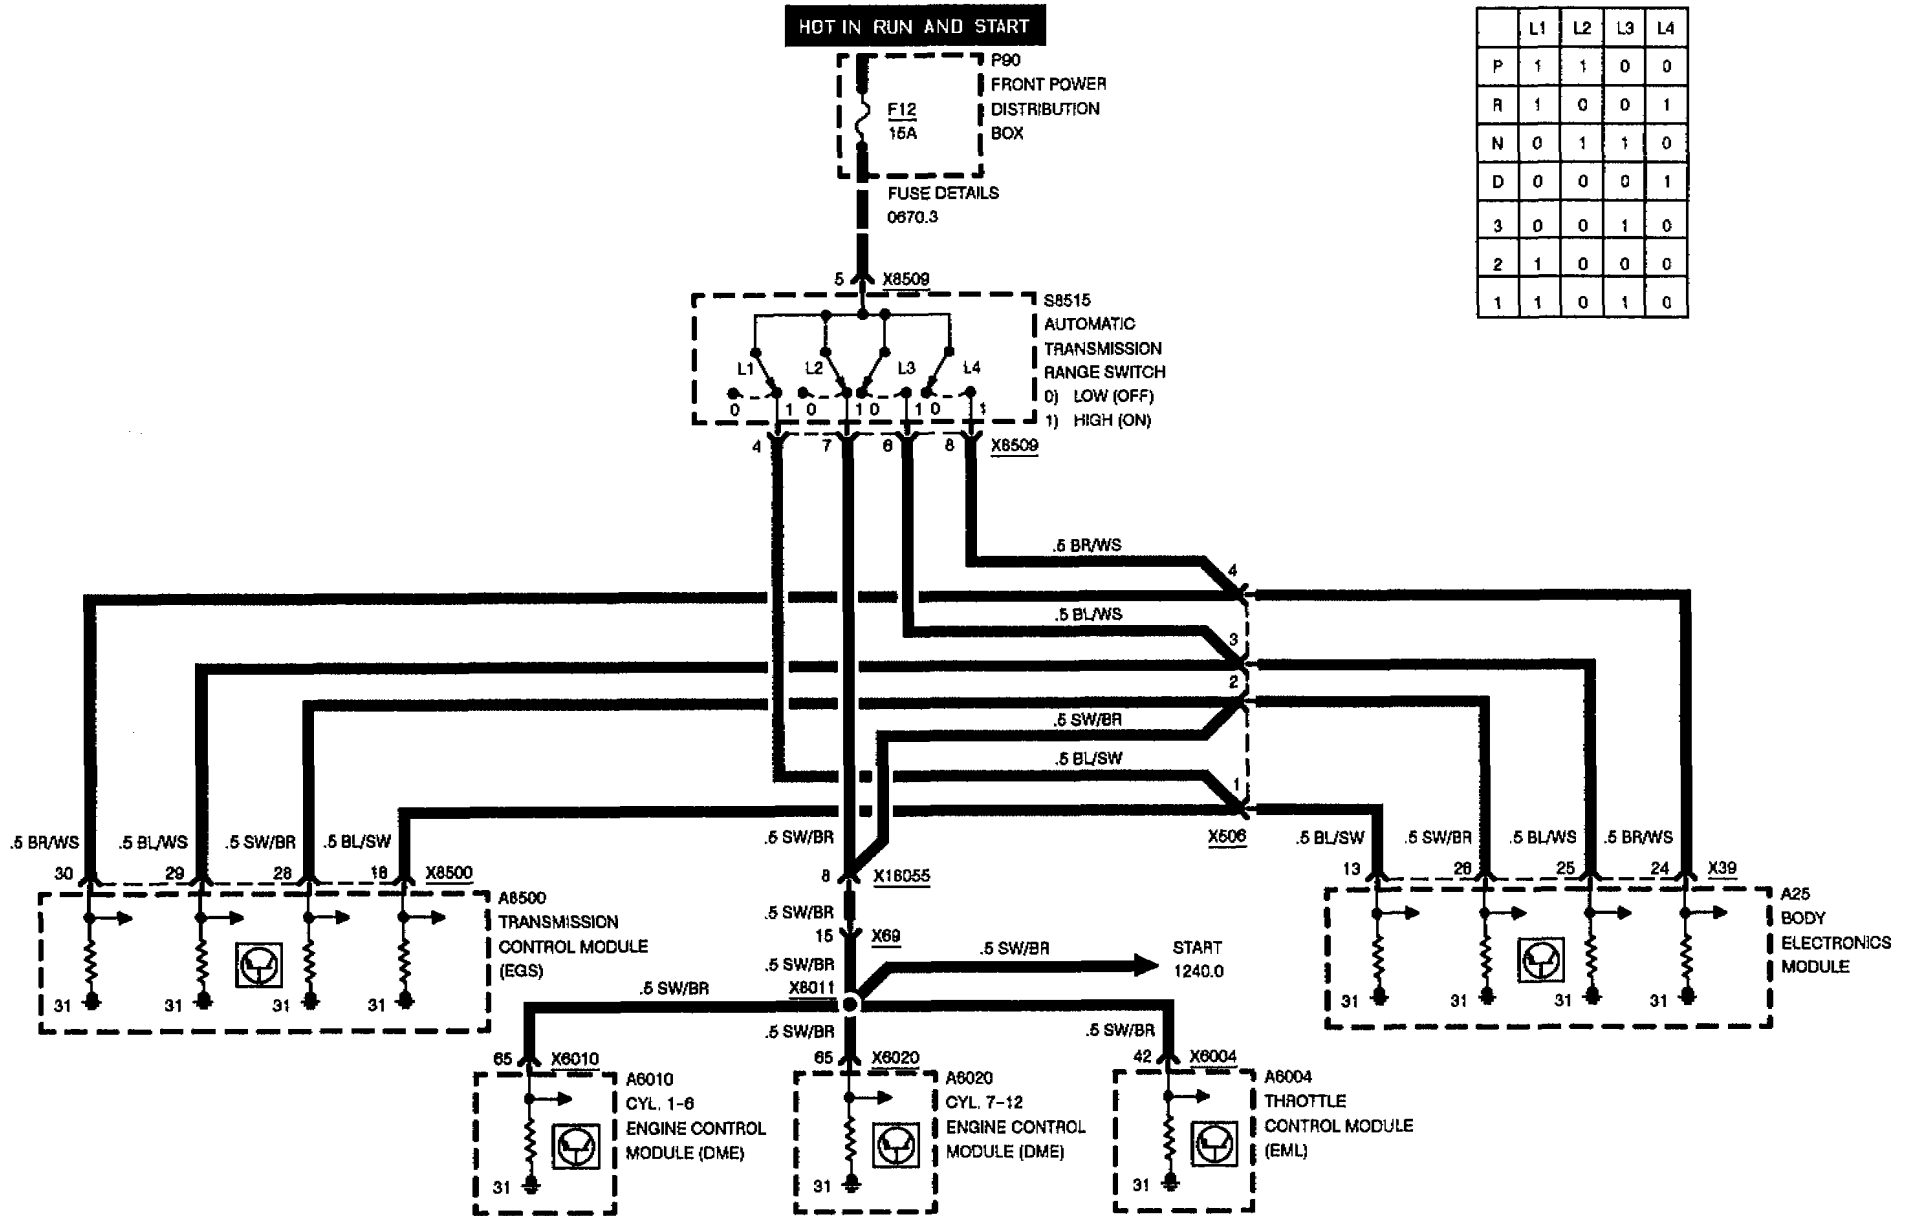 HOT IN RUN AND START
P90
FRONT POWER
DISTRIBUTION
BOX
F12
15A
FUSE DETAILS
0670.3
L1 L2 L3 L4
P 1 1 0 0
R 1 0 0 1
N 0 1 1 0
D 0 0 0 1
3 0 0 1 0
2 1 0 0 0
1 1 0 1 0
5 X8509
S8515
AUTOMATIC
TRANSMISSION
RANGE SWITCH
0) LOW (OFF)
1) HIGH (ON)
L1 L2 L3 L4
0 1 0 1 0 1 0 1
4 7 6 8 X8509
.5 BR/WS
4
.5 BL/WS
3
2
.5 SW/BR
.5 BL/SW
1
X506
.5 BR/WS .5 BL/WS .5 SW/BR .5 BL/SW
30 29 28 18 X8500
A8500
TRANSMISSION
CONTROL MODULE
(EGS)
31 31 31 31
.5 SW/BR
8 X18055
.5 SW/BR
15 X69
.5 SW/BR
X8011
.5 SW/BR
START
1240.0
.5 BL/SW .5 SW/BR .5 BL/WS .5 BR/WS
13 26 25 24 X39
A25
BODY
ELECTRONICS
MODULE
31 31 31 31
.5 SW/BR
.5 SW/BR
.5 SW/BR
65 X6010
A6010
CYL. 1-6
ENGINE CONTROL
MODULE (DME)
31
65 X6020
A6020
CYL. 7-12
ENGINE CONTROL
MODULE (DME)
31
42 X6004
A6004
THROTTLE
CONTROL MODULE
(EML)
31